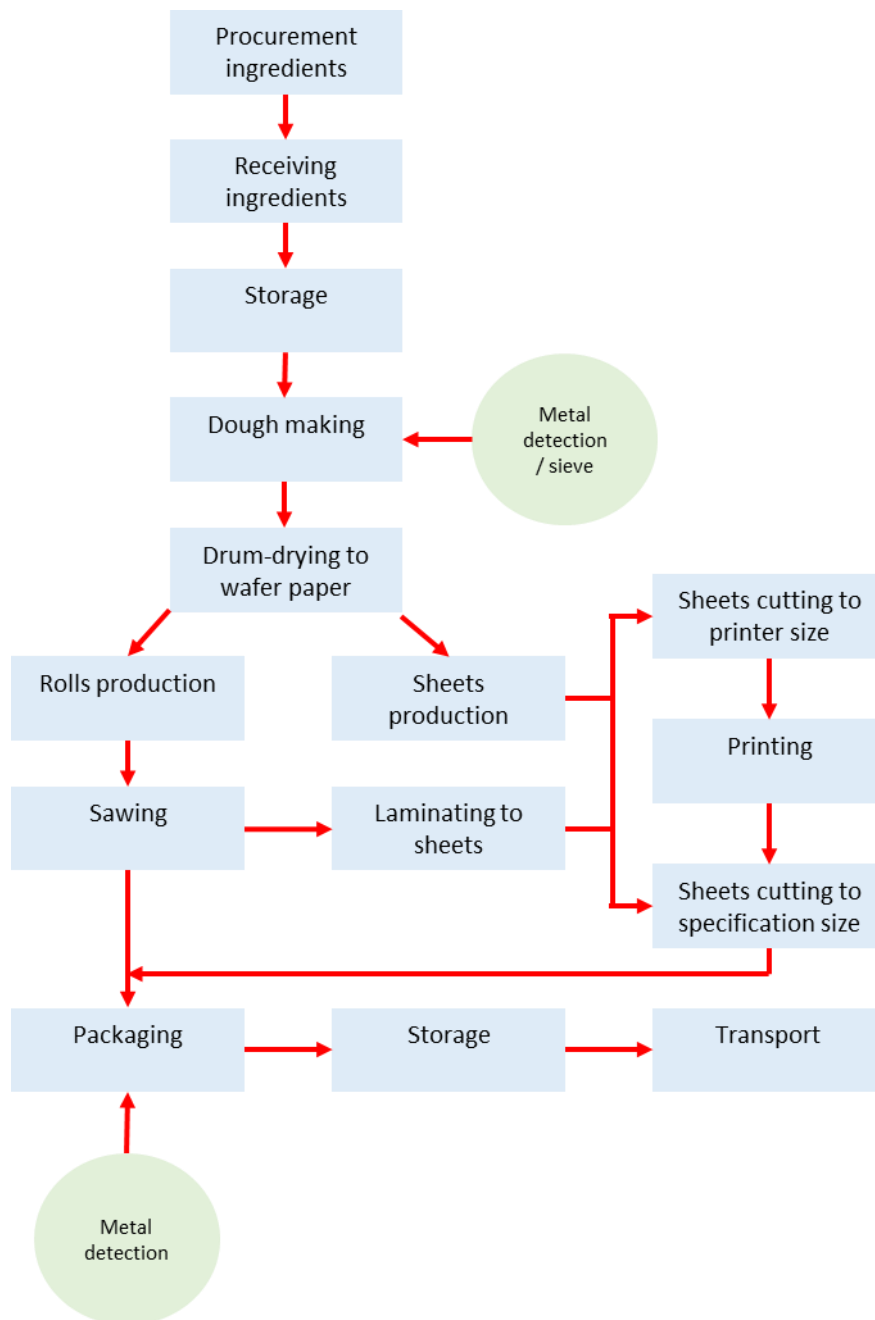 Procurement
ingredients
Receiving
ingredients
Storage
Dough making
Metal
detection
/ sieve
Drum-drying to
wafer paper
Sheets cutting to
printer size
Rolls production
Sheets
production
Printing
Sawing
Laminating to
sheets
Sheets cutting to
specification size
Packaging
Storage
Transport
Metal
detection